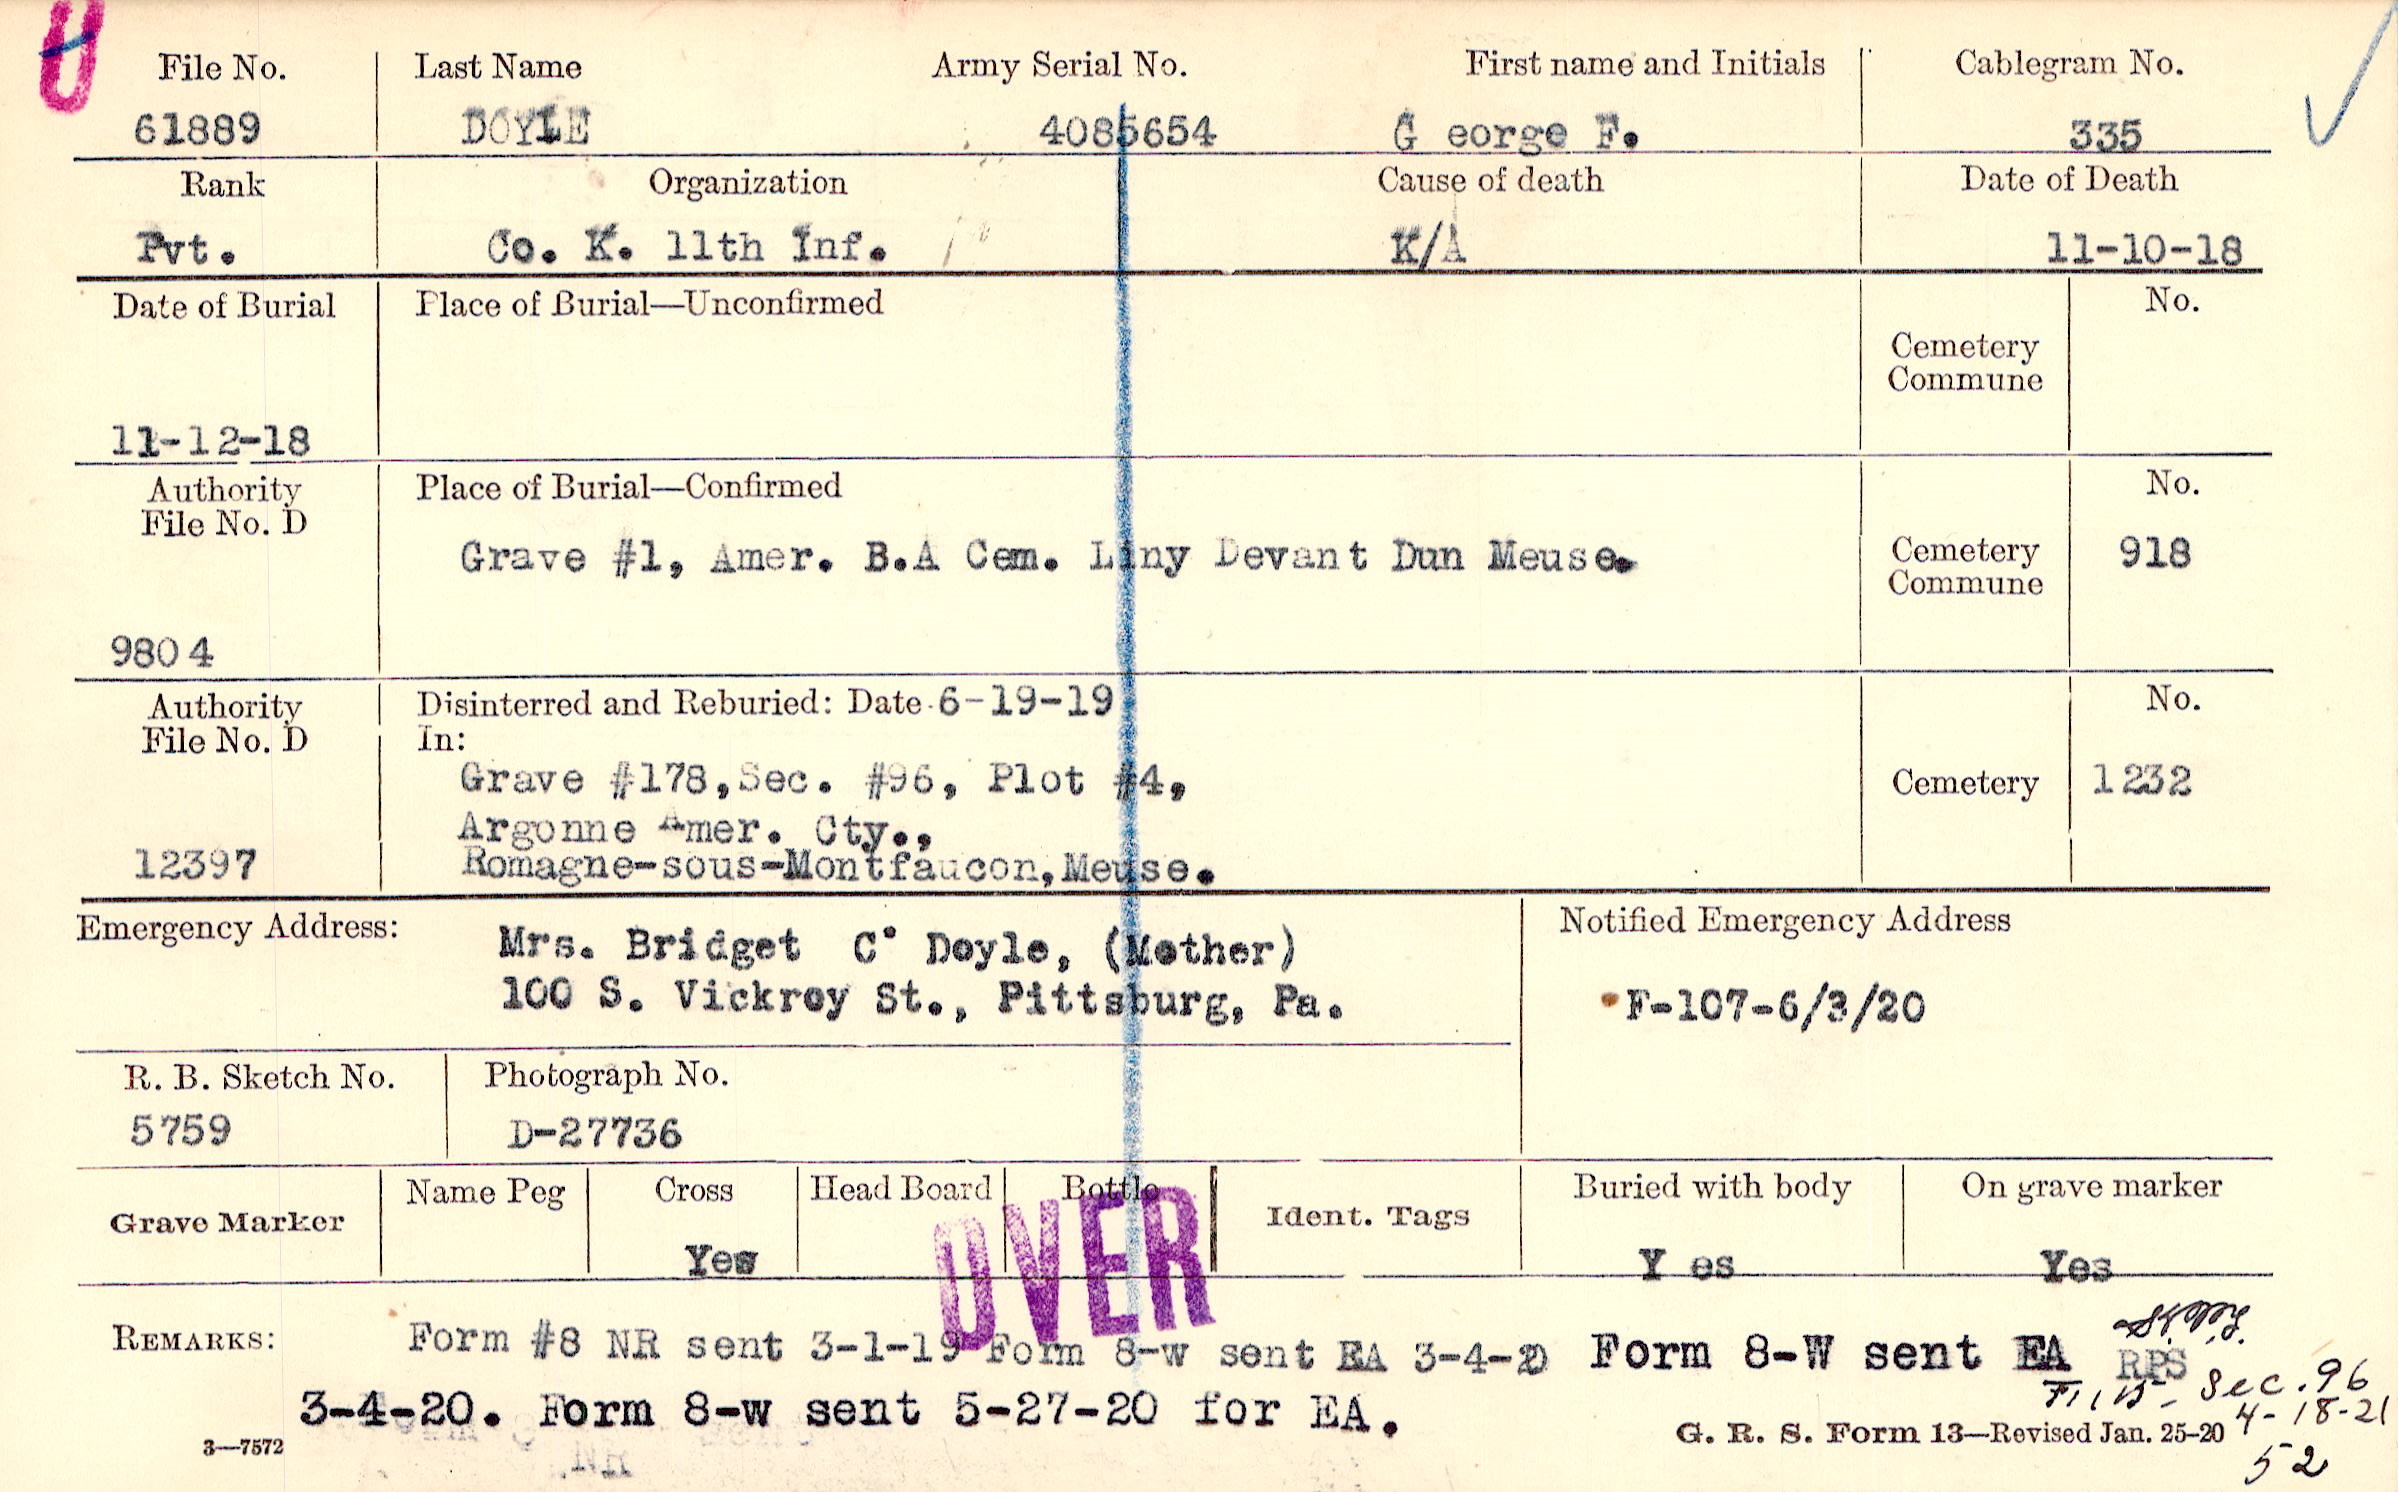 File No. Last Name Army Serial No. First name and Initials Cablegram No.
61889 DOYLE 4085654 G eorge F. 335
Rank Organization Cause of death Date of Death
Pvt. Co. K. 11th Inf. K/A 11-10-18
Date of Burial Place of Burial—Unconfirmed No.
Cemetery
Commune
11-12-18
Authority Place of Burial—Confirmed No.
File No. D
Grave #1, Amer. B.A Cem. Liny Devant Dun Meuse. Cemetery 918
Commune
9804
Authority Disinterred and Reburied: Date 6-19-19 No.
File No. D In:
Grave #178,Sec. #96, Plot #4, Cemetery 1232
Argonne Amer. Cty.,
12397 Romagne-sous-Montfaucon,Meuse.
Emergency Address: Notified Emergency Address
Mrs. Bridget C. Doyle, (Mother)
100 S. Vickroy St., Pittsburg, Pa. F-107-6/3/20
R. B. Sketch No. Photograph No.
5759 D-27736
Grave Marker Name Peg Cross Head Board Bottle Ident. Tags Buried with body On grave marker
Yes Y es Yes
OVER
REMARKS: Form #8 NR sent 3-1-19 Form 8-w sent EA 3-4-20 Form 8-W sent EA RPS
3-4-20. Form 8-w sent 5-27-20 for EA. Sec. 96
4-18-21
3—7572 G. R. S. Form 13—Revised Jan. 25-20
52
NR